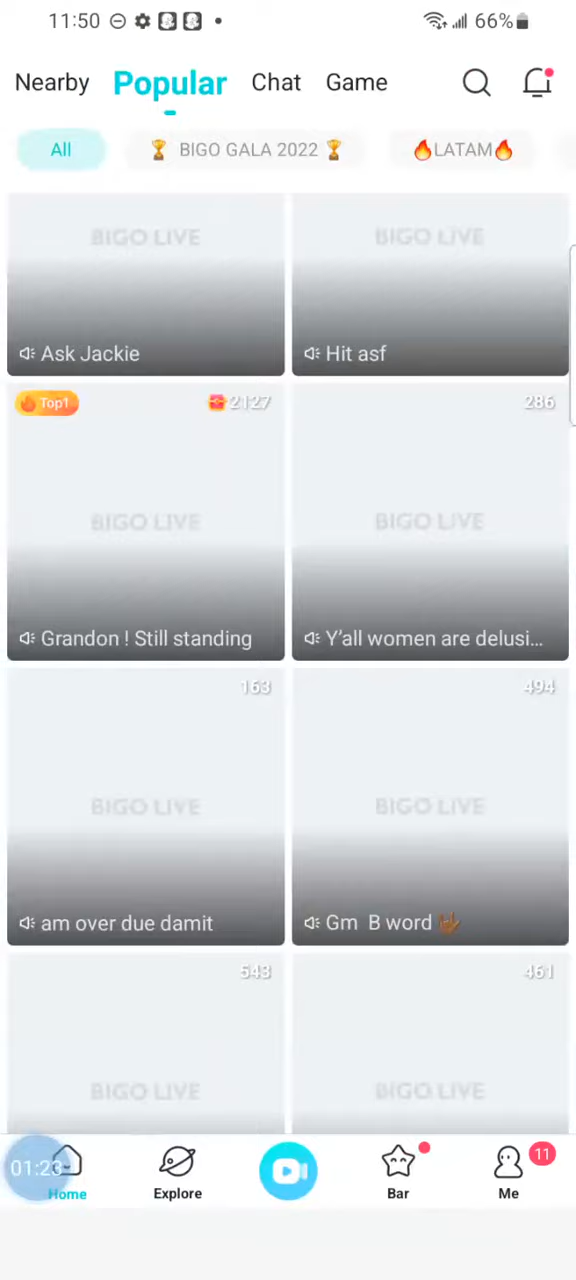 11:50 66%
Nearby Popular Chat Game
All 🏆 BIGO GALA 2022 🏆 🔥LATAM🔥
BIGO LIVE BIGO LIVE
Ask Jackie Hit asf
Top1 2127 286
BIGO LIVE BIGO LIVE
Grandon ! Still standing Y'all women are delusi...
163 494
BIGO LIVE BIGO LIVE
am over due damit Gm B word
543 461
BIGO LIVE BIGO LIVE
01:23 11
Home Explore Bar Me